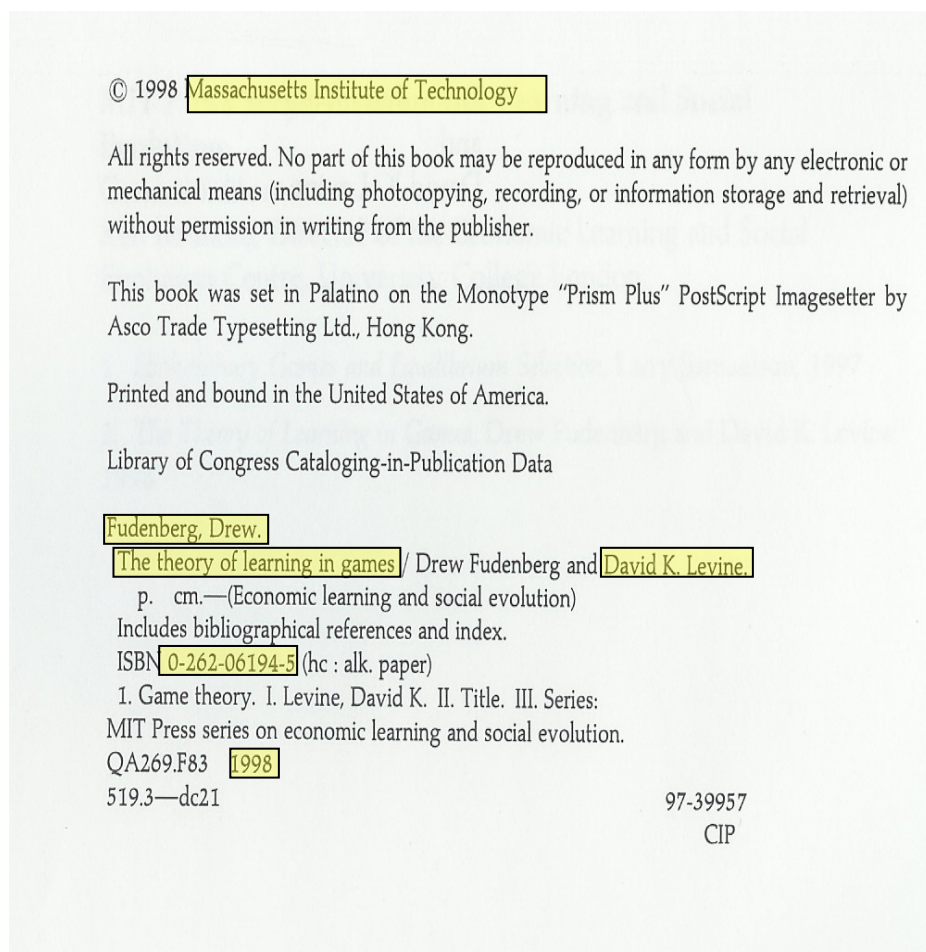 © 1998 Massachusetts Institute of Technology
All rights reserved. No part of this book may be reproduced in any form by any electronic or
mechanical means (including photocopying, recording, or information storage and retrieval)
without permission in writing from the publisher.
This book was set in Palatino on the Monotype “Prism Plus” PostScript Imagesetter by
Asco Trade Typesetting Ltd., Hong Kong.
Printed and bound in the United States of America.
Library of Congress Cataloging-in-Publication Data
Fudenberg, Drew.
The theory of learning in games / Drew Fudenberg and David K. Levine.
p. cm.—(Economic learning and social evolution)
Includes bibliographical references and index.
ISBN 0-262-06194-5 (hc : alk. paper)
1. Game theory. I. Levine, David K. II. Title. III. Series:
MIT Press series on economic learning and social evolution.
QA269.F83 1998
519.3—dc21 97-39957
CIP